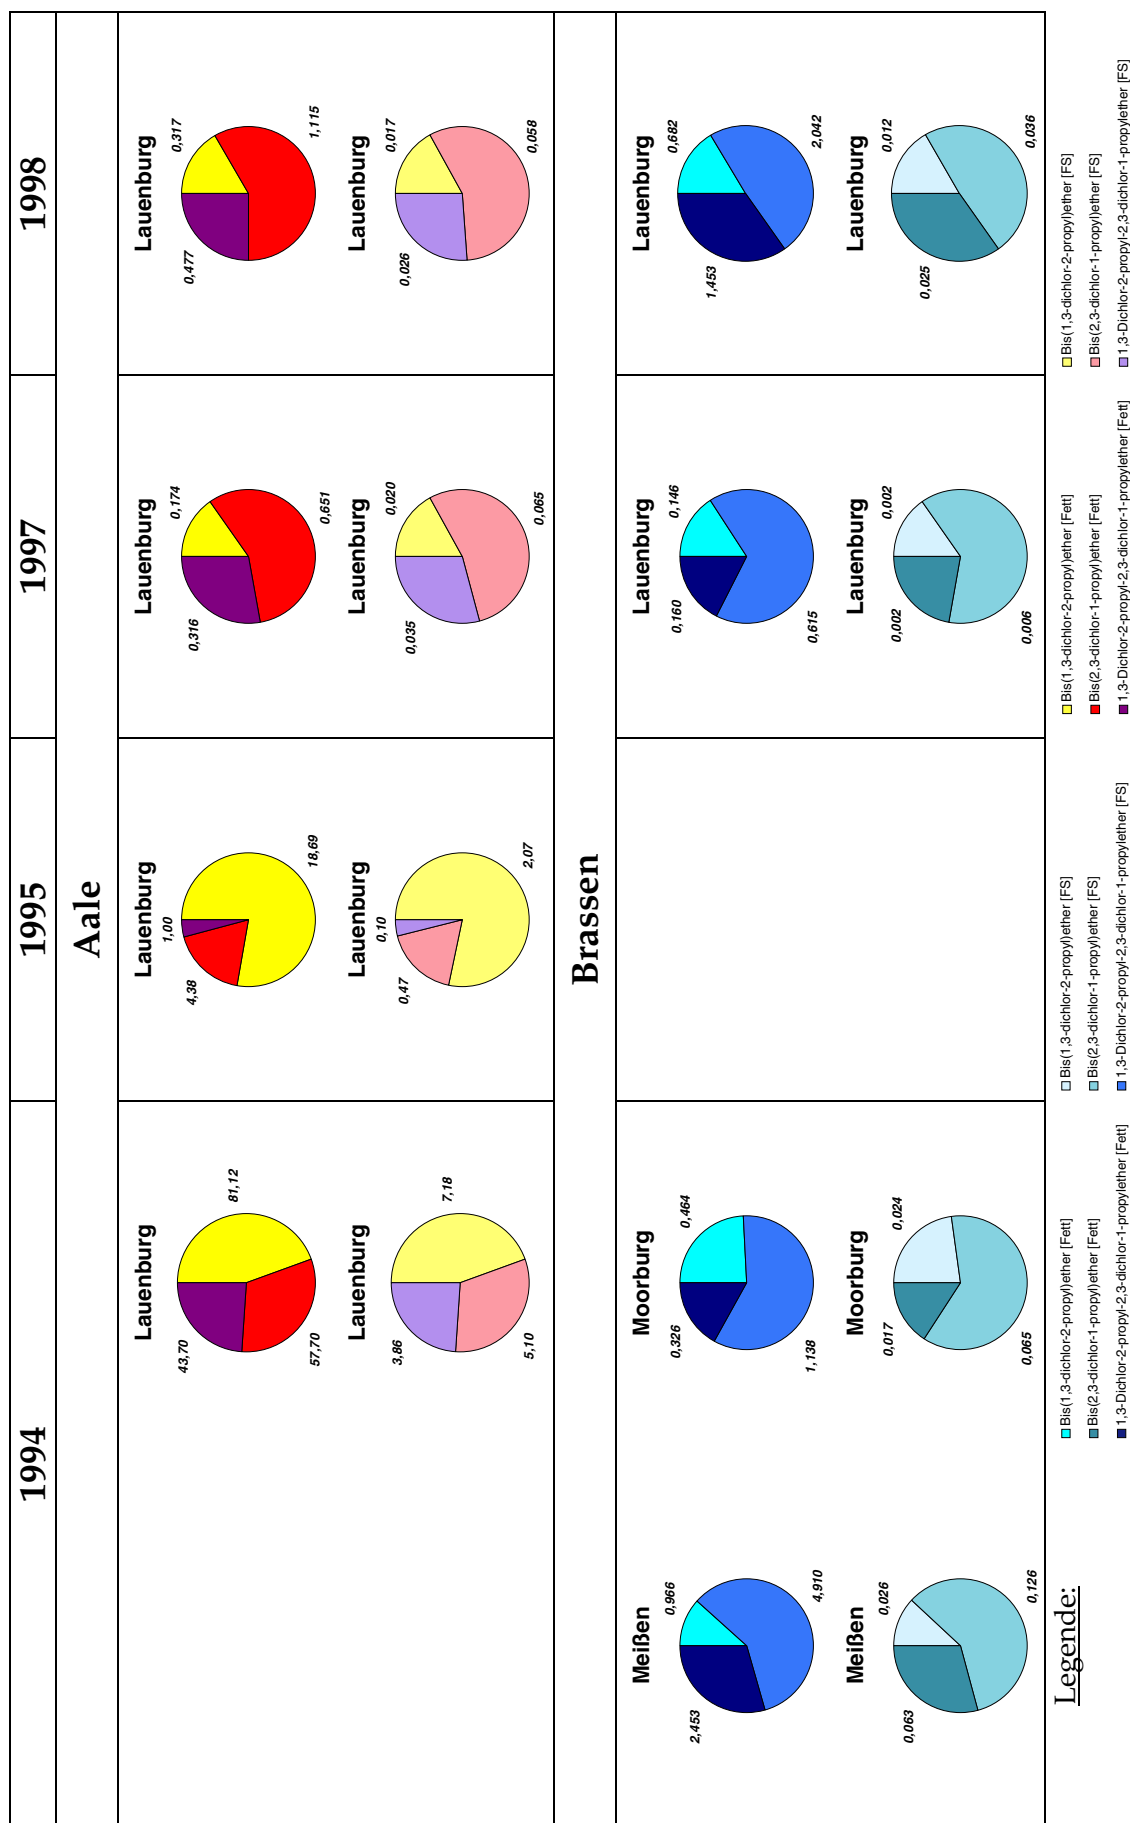 1994 1995 1997 1998
Aale
Lauenburg Lauenburg Lauenburg Lauenburg
43,70 81,12 57,70
4,38 1,00 18,69
0,316 0,174 0,651
0,477 0,317 1,115
Lauenburg Lauenburg Lauenburg Lauenburg
3,86 7,18 5,10
0,47 0,10 2,07
0,035 0,020 0,065
0,026 0,017 0,058
Brassen
Meißen Moorburg Lauenburg Lauenburg
2,453 0,966 4,910
0,326 0,464 1,138
0,160 0,146 0,615
1,453 0,682 2,042
Meißen Moorburg Lauenburg Lauenburg
0,063 0,026 0,126
0,017 0,024 0,065
0,002 0,002 0,006
0,025 0,012 0,036
Legende:
Bis(1,3-dichlor-2-propyl)ether [Fett]
Bis(2,3-dichlor-1-propyl)ether [Fett]
1,3-Dichlor-2-propyl-2,3-dichlor-1-propylether [Fett]
Bis(1,3-dichlor-2-propyl)ether [FS]
Bis(2,3-dichlor-1-propyl)ether [FS]
1,3-Dichlor-2-propyl-2,3-dichlor-1-propylether [FS]
Bis(1,3-dichlor-2-propyl)ether [Fett]
Bis(2,3-dichlor-1-propyl)ether [Fett]
1,3-Dichlor-2-propyl-2,3-dichlor-1-propylether [Fett]
Bis(1,3-dichlor-2-propyl)ether [FS]
Bis(2,3-dichlor-1-propyl)ether [FS]
1,3-Dichlor-2-propyl-2,3-dichlor-1-propylether [FS]